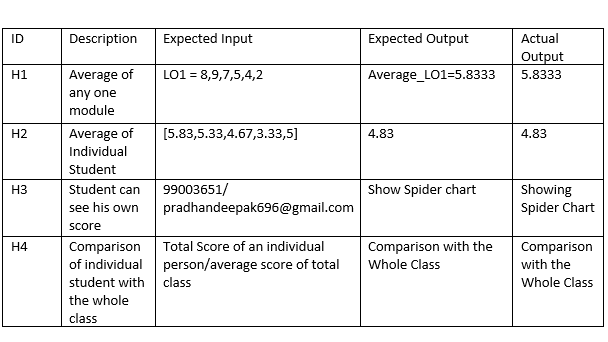 ID Description Expected Input Expected Output Actual Output
H1 Average of any one module LO1 = 8,9,7,5,4,2 Average_LO1=5.8333 5.8333
H2 Average of Individual Student [5.83,5.33,4.67,3.33,5] 4.83 4.83
H3 Student can see his own score 99003651/ pradhandeepak696@gmail.com Show Spider chart Showing Spider Chart
H4 Comparison of individual student with the whole class Total Score of an individual person/average score of total class Comparison with the Whole Class Comparison with the Whole Class